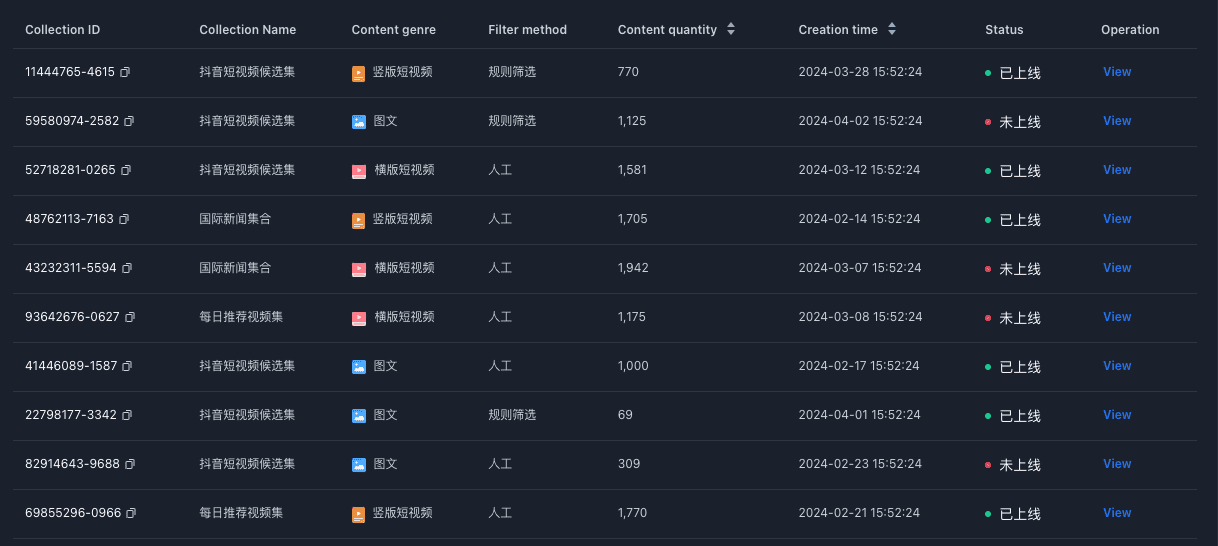 Collection ID Collection Name Content genre Filter method Content quantity Creation time Status Operation
11444765-4615 抖音短视频候选集 竖版短视频 规则筛选 770 2024-03-28 15:52:24 已上线 View
59580974-2582 抖音短视频候选集 图文 规则筛选 1,125 2024-04-02 15:52:24 未上线 View
52718281-0265 抖音短视频候选集 横版短视频 人工 1,581 2024-03-12 15:52:24 已上线 View
48762113-7163 国际新闻集合 竖版短视频 人工 1,705 2024-02-14 15:52:24 已上线 View
43232311-5594 国际新闻集合 横版短视频 人工 1,942 2024-03-07 15:52:24 未上线 View
93642676-0627 每日推荐视频集 横版短视频 人工 1,175 2024-03-08 15:52:24 未上线 View
41446089-1587 抖音短视频候选集 图文 人工 1,000 2024-02-17 15:52:24 已上线 View
22798177-3342 抖音短视频候选集 图文 规则筛选 69 2024-04-01 15:52:24 已上线 View
82914643-9688 抖音短视频候选集 图文 人工 309 2024-02-23 15:52:24 未上线 View
69855296-0966 每日推荐视频集 竖版短视频 人工 1,770 2024-02-21 15:52:24 已上线 View